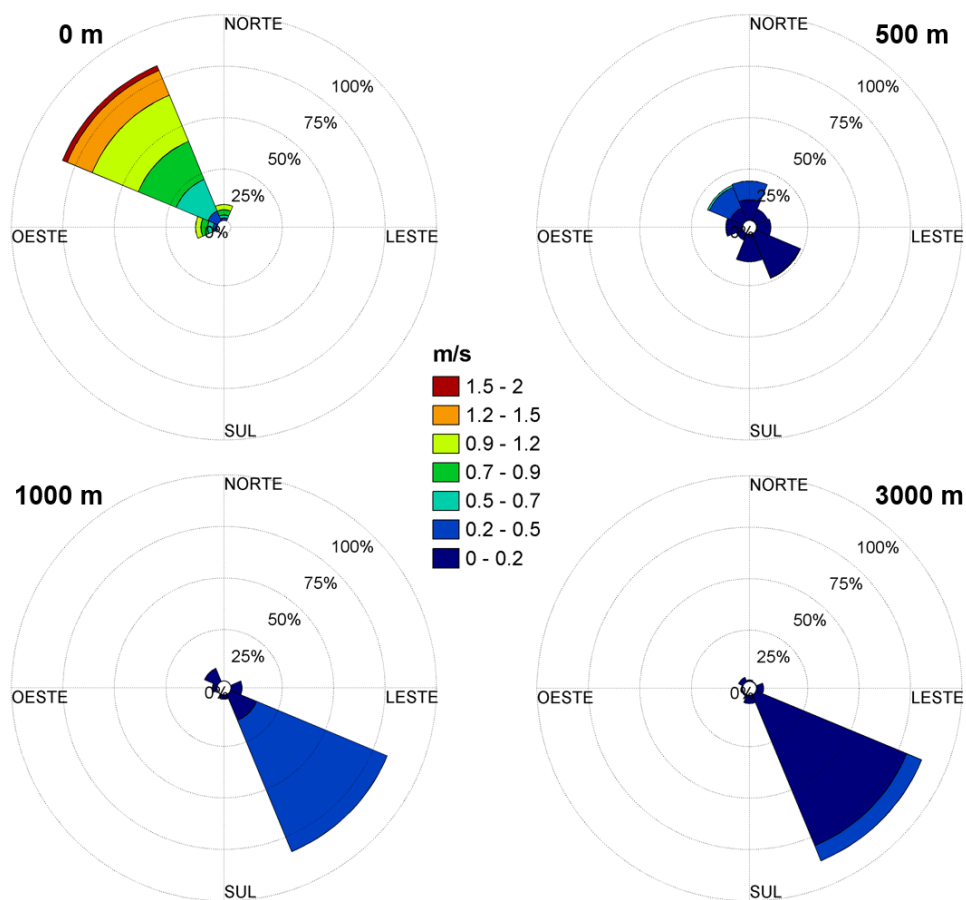 0 m
NORTE
100%
75%
50%
25%
0%
OESTE
LESTE
SUL
500 m
NORTE
100%
75%
50%
25%
0%
OESTE
LESTE
SUL
m/s
1.5 - 2
1.2 - 1.5
0.9 - 1.2
0.7 - 0.9
0.5 - 0.7
0.2 - 0.5
0 - 0.2
1000 m
NORTE
100%
75%
50%
25%
0%
OESTE
LESTE
SUL
3000 m
NORTE
100%
75%
50%
25%
0%
OESTE
LESTE
SUL